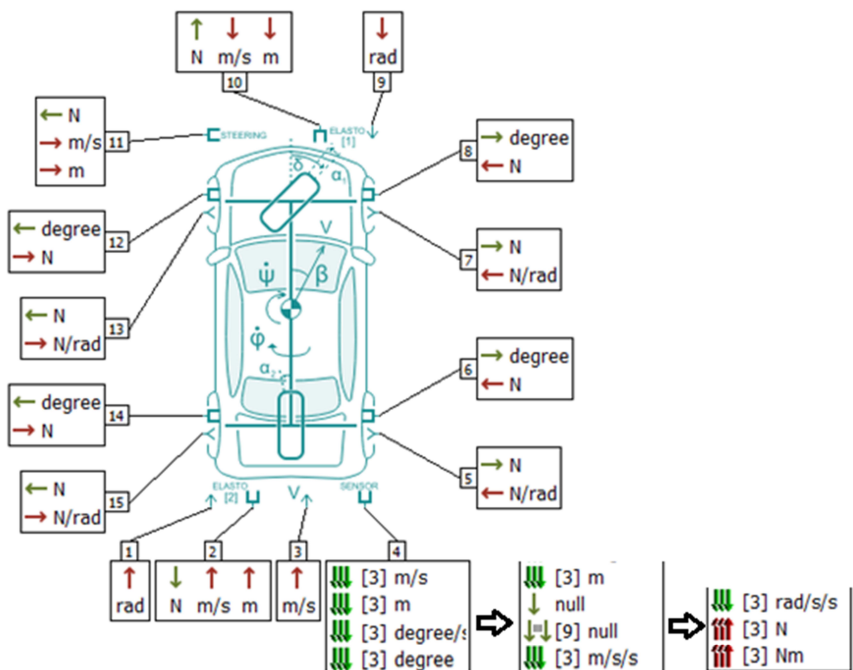 N m/s m
10
rad
9
N
m/s
m
11
STEERING
ELASTO
[1]
δ
α₁
8
degree
N
degree
N
12
V
7
N
N/rad
ψ̇
β
N
N/rad
13
φ̇
6
degree
N
α₂
degree
N
14
5
N
N/rad
N
N/rad
15
ELASTO
[2]
V
SENSOR
1
rad
2
N m/s m
3
m/s
4
[3] m/s
[3] m
[3] degree/s
[3] degree
[3] m
null
[9] null
[3] m/s/s
[3] rad/s/s
[3] N
[3] Nm